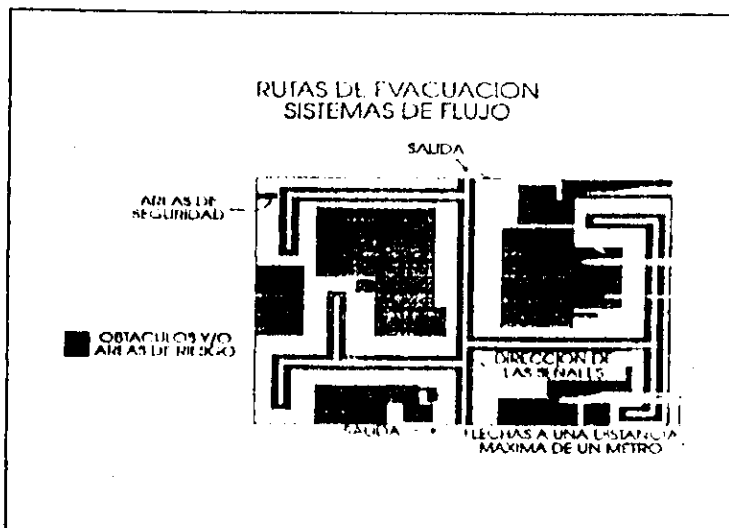 RUTAS DE EVACUACION
SISTEMAS DE FLUJO
SALIDA
AREAS DE
SEGURIDAD
OBSTACULOS Y/O
AREAS DE RIESGO
DIRECCION DE
LAS SEÑALES
SALIDA
FLECHAS A UNA DISTANCIA
MAXIMA DE UN METRO